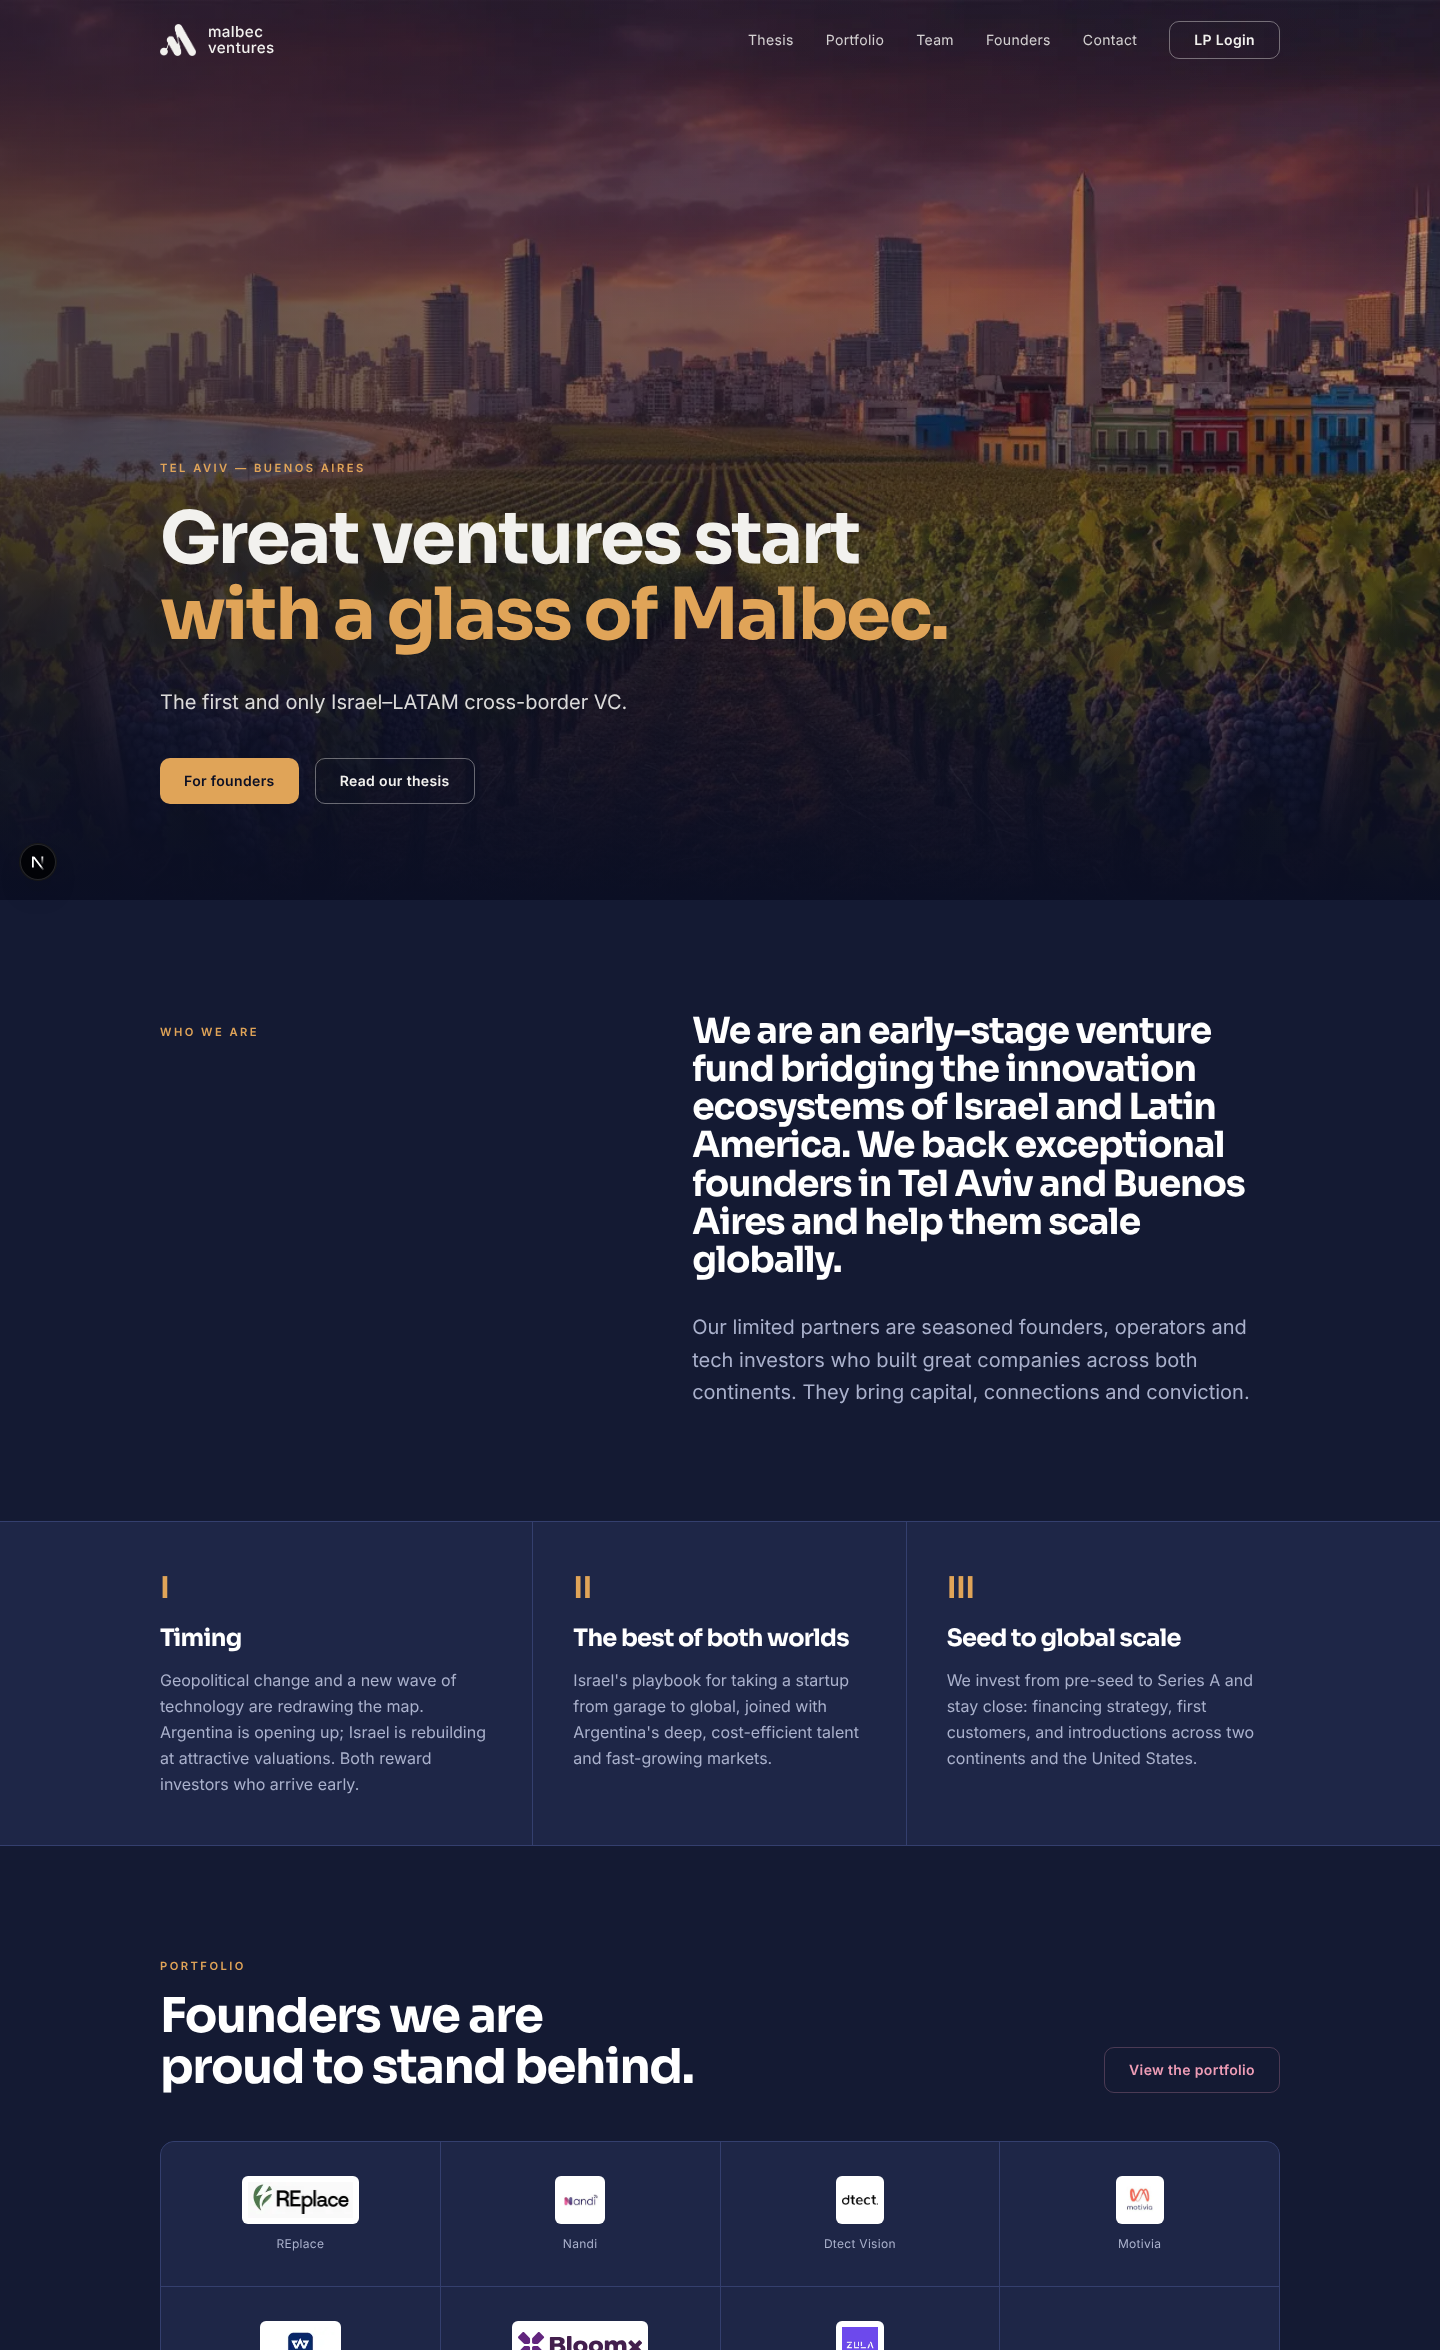 malbec
ventures
Thesis
Portfolio
Team
Founders
Contact
LP Login
TEL AVIV — BUENOS AIRES
Great ventures start
with a glass of Malbec.
The first and only Israel–LATAM cross-border VC.
For founders
Read our thesis
N
WHO WE ARE
We are an early-stage venture
fund bridging the innovation
ecosystems of Israel and Latin
America. We back exceptional
founders in Tel Aviv and Buenos
Aires and help them scale
globally.
Our limited partners are seasoned founders, operators and
tech investors who built great companies across both
continents. They bring capital, connections and conviction.
I
Timing
Geopolitical change and a new wave of
technology are redrawing the map.
Argentina is opening up; Israel is rebuilding
at attractive valuations. Both reward
investors who arrive early.
II
The best of both worlds
Israel's playbook for taking a startup
from garage to global, joined with
Argentina's deep, cost-efficient talent
and fast-growing markets.
III
Seed to global scale
We invest from pre-seed to Series A and
stay close: financing strategy, first
customers, and introductions across two
continents and the United States.
PORTFOLIO
Founders we are
proud to stand behind.
View the portfolio
REplace
REplace
Nandi
Nandi
dtect.
Dtect Vision
motivia
Motivia
W
Bloomx
ZULA